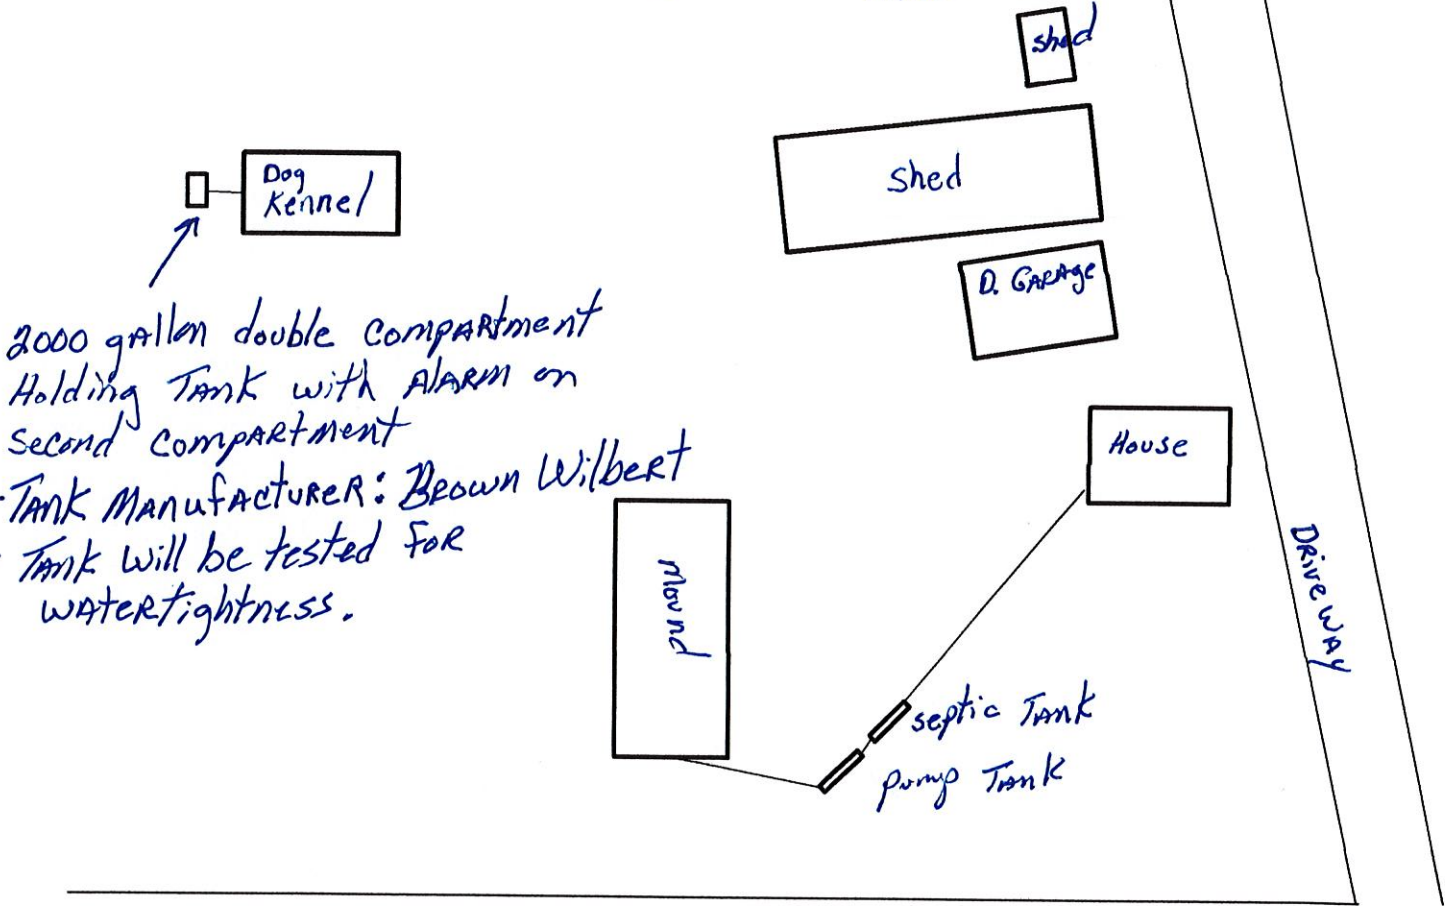 shed
Shed
Dog
Kennel
D. GARAge
2000 gallon double compARtment
Holding TANK with AlARM on
Second compARtment
House
· TANK MANufActuReR: BROwN Wilbert
· TANK will be tested foR
wAteRtightness.
Mound
DRiveWAy
septic TANK
pump TANK